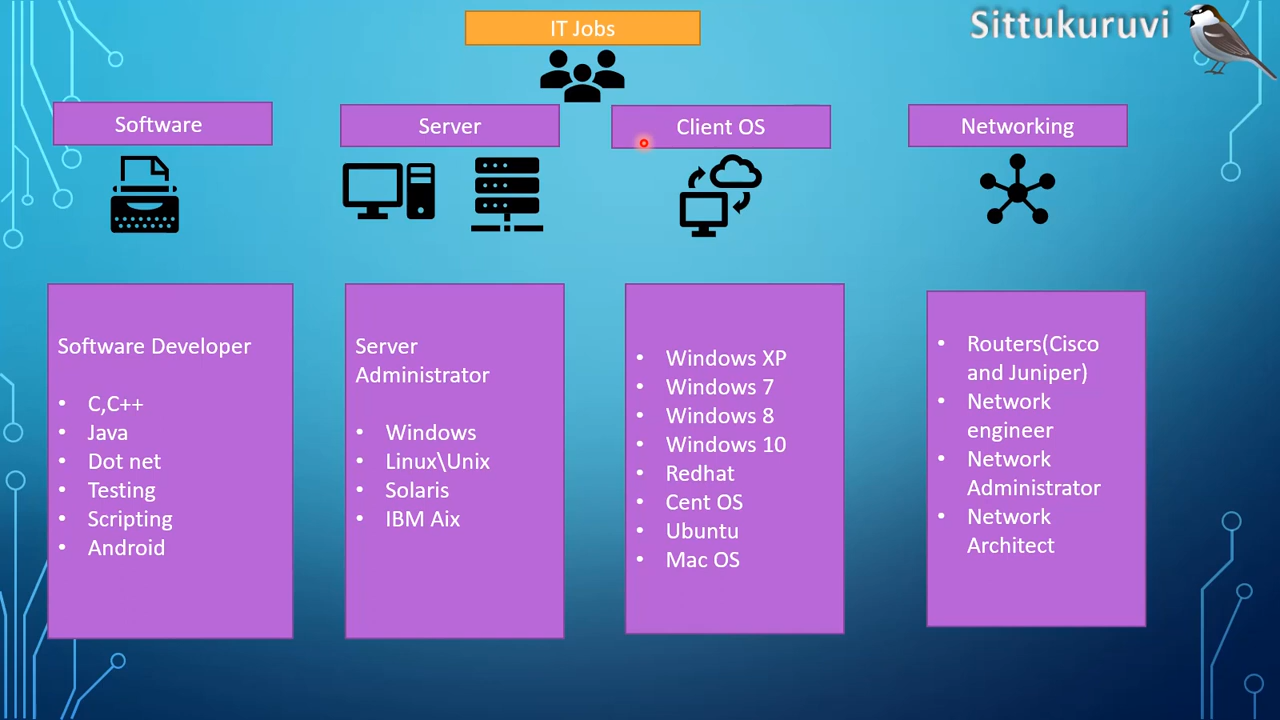 IT Jobs
Sittukuruvi
Software
Server
Client OS
Networking
Software Developer
• C,C++
• Java
• Dot net
• Testing
• Scripting
• Android
Server
Administrator
• Windows
• Linux\Unix
• Solaris
• IBM Aix
• Windows XP
• Windows 7
• Windows 8
• Windows 10
• Redhat
• Cent OS
• Ubuntu
• Mac OS
• Routers(Cisco
and Juniper)
• Network
engineer
• Network
Administrator
• Network
Architect